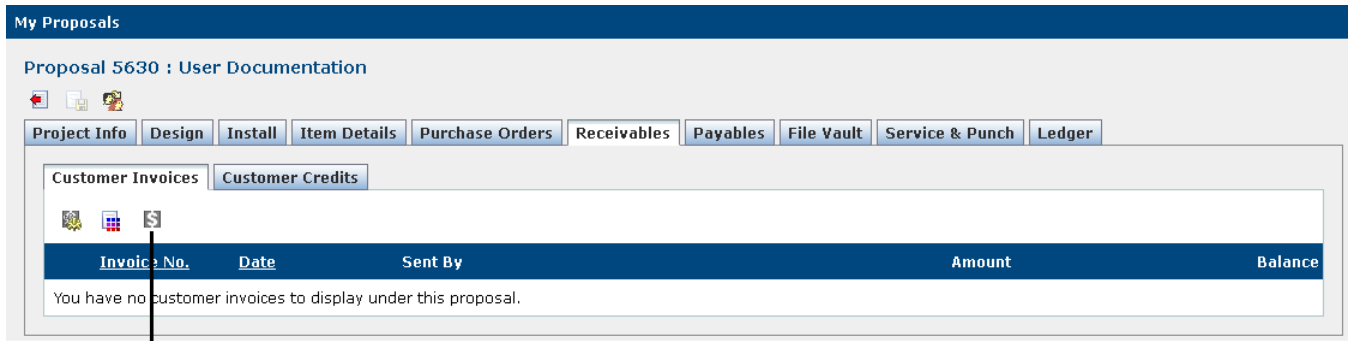 My Proposals
Proposal 5630 : User Documentation
Project Info Design Install Item Details Purchase Orders Receivables Payables File Vault Service & Punch Ledger
Customer Invoices Customer Credits
$
Invoice No. Date Sent By Amount Balance
You have no customer invoices to display under this proposal.